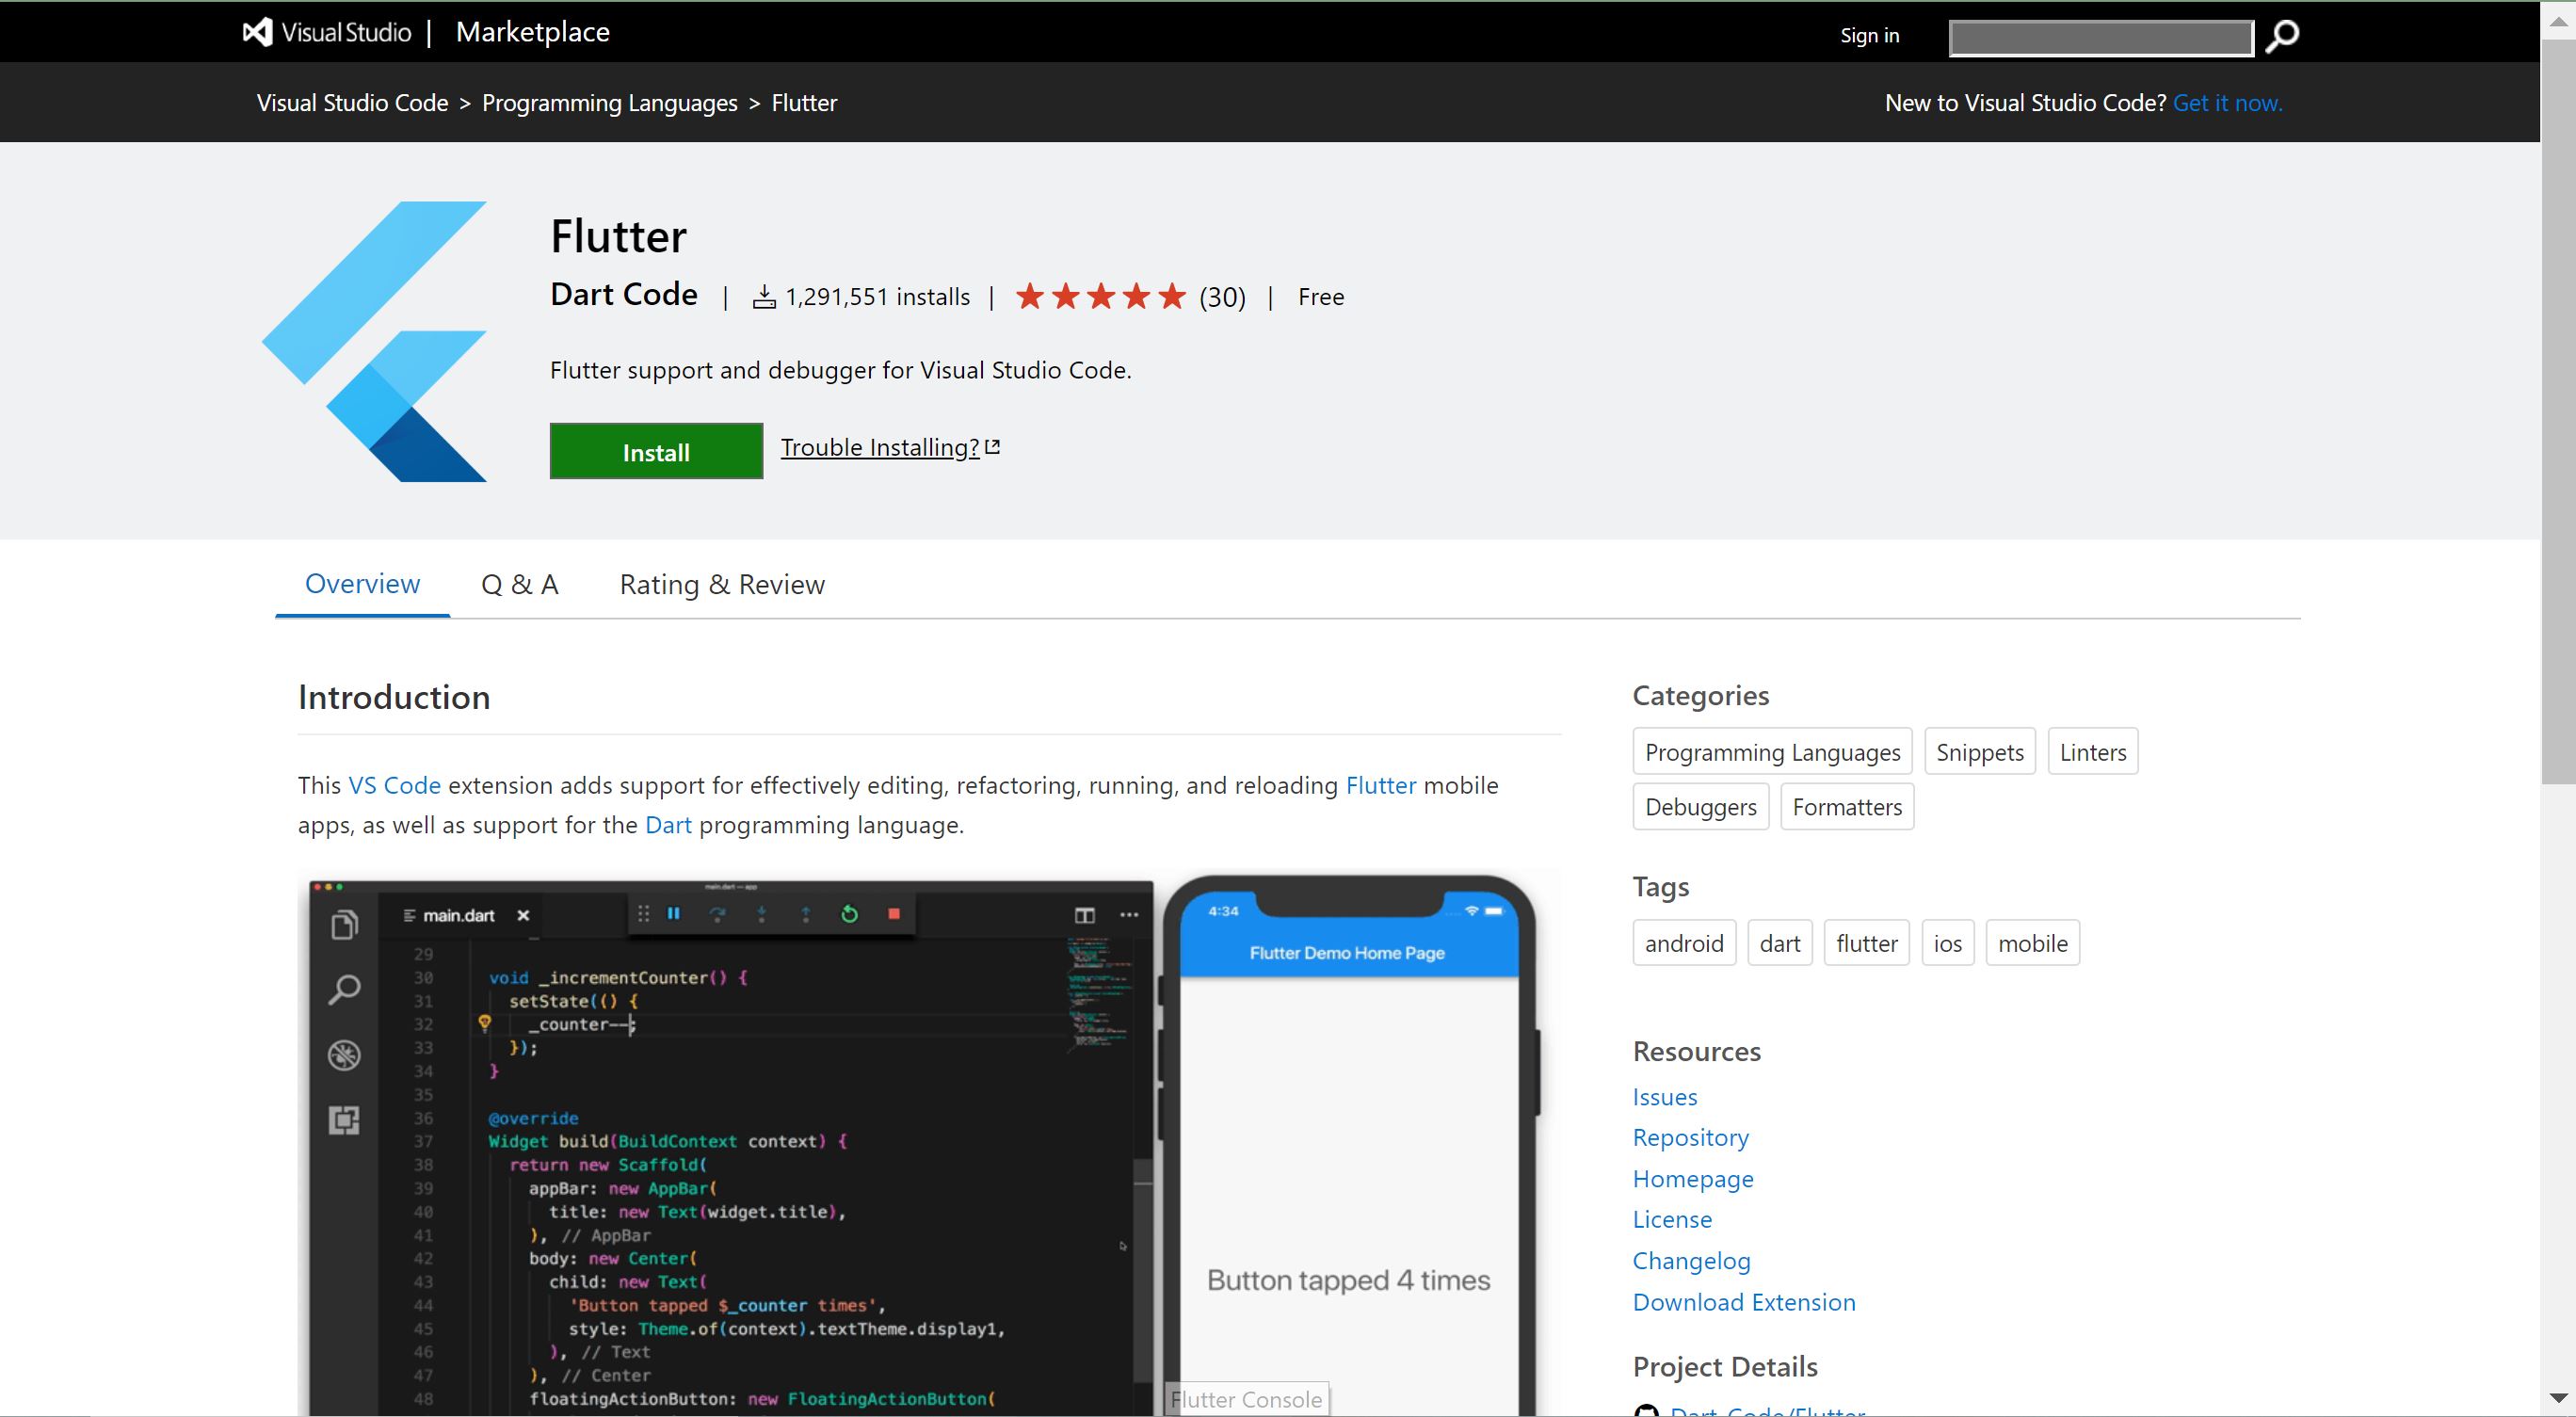 Visual Studio | Marketplace
Sign in
Visual Studio Code > Programming Languages > Flutter
New to Visual Studio Code? Get it now.
Flutter
Dart Code | 1,291,551 installs | (30) | Free
Flutter support and debugger for Visual Studio Code.
Install
Trouble Installing?
Overview
Q & A
Rating & Review
Introduction
This VS Code extension adds support for effectively editing, refactoring, running, and reloading Flutter mobile
apps, as well as support for the Dart programming language.
main.dart — app
main.dart
29
30 void _incrementCounter() {
31 setState(() {
32 _counter--;
33 });
34 }
35
36 @override
37 Widget build(BuildContext context) {
38 return new Scaffold(
39 appBar: new AppBar(
40 title: new Text(widget.title),
41 ), // AppBar
42 body: new Center(
43 child: new Text(
44 'Button tapped $_counter times',
45 style: Theme.of(context).textTheme.display1,
46 ), // Text
47 ), // Center
48 floatingActionButton: new FloatingActionButton(
4:34
Flutter Demo Home Page
Button tapped 4 times
Flutter Console
Categories
Programming Languages Snippets Linters
Debuggers Formatters
Tags
android dart flutter ios mobile
Resources
Issues
Repository
Homepage
License
Changelog
Download Extension
Project Details
Dart-Code/Flutter